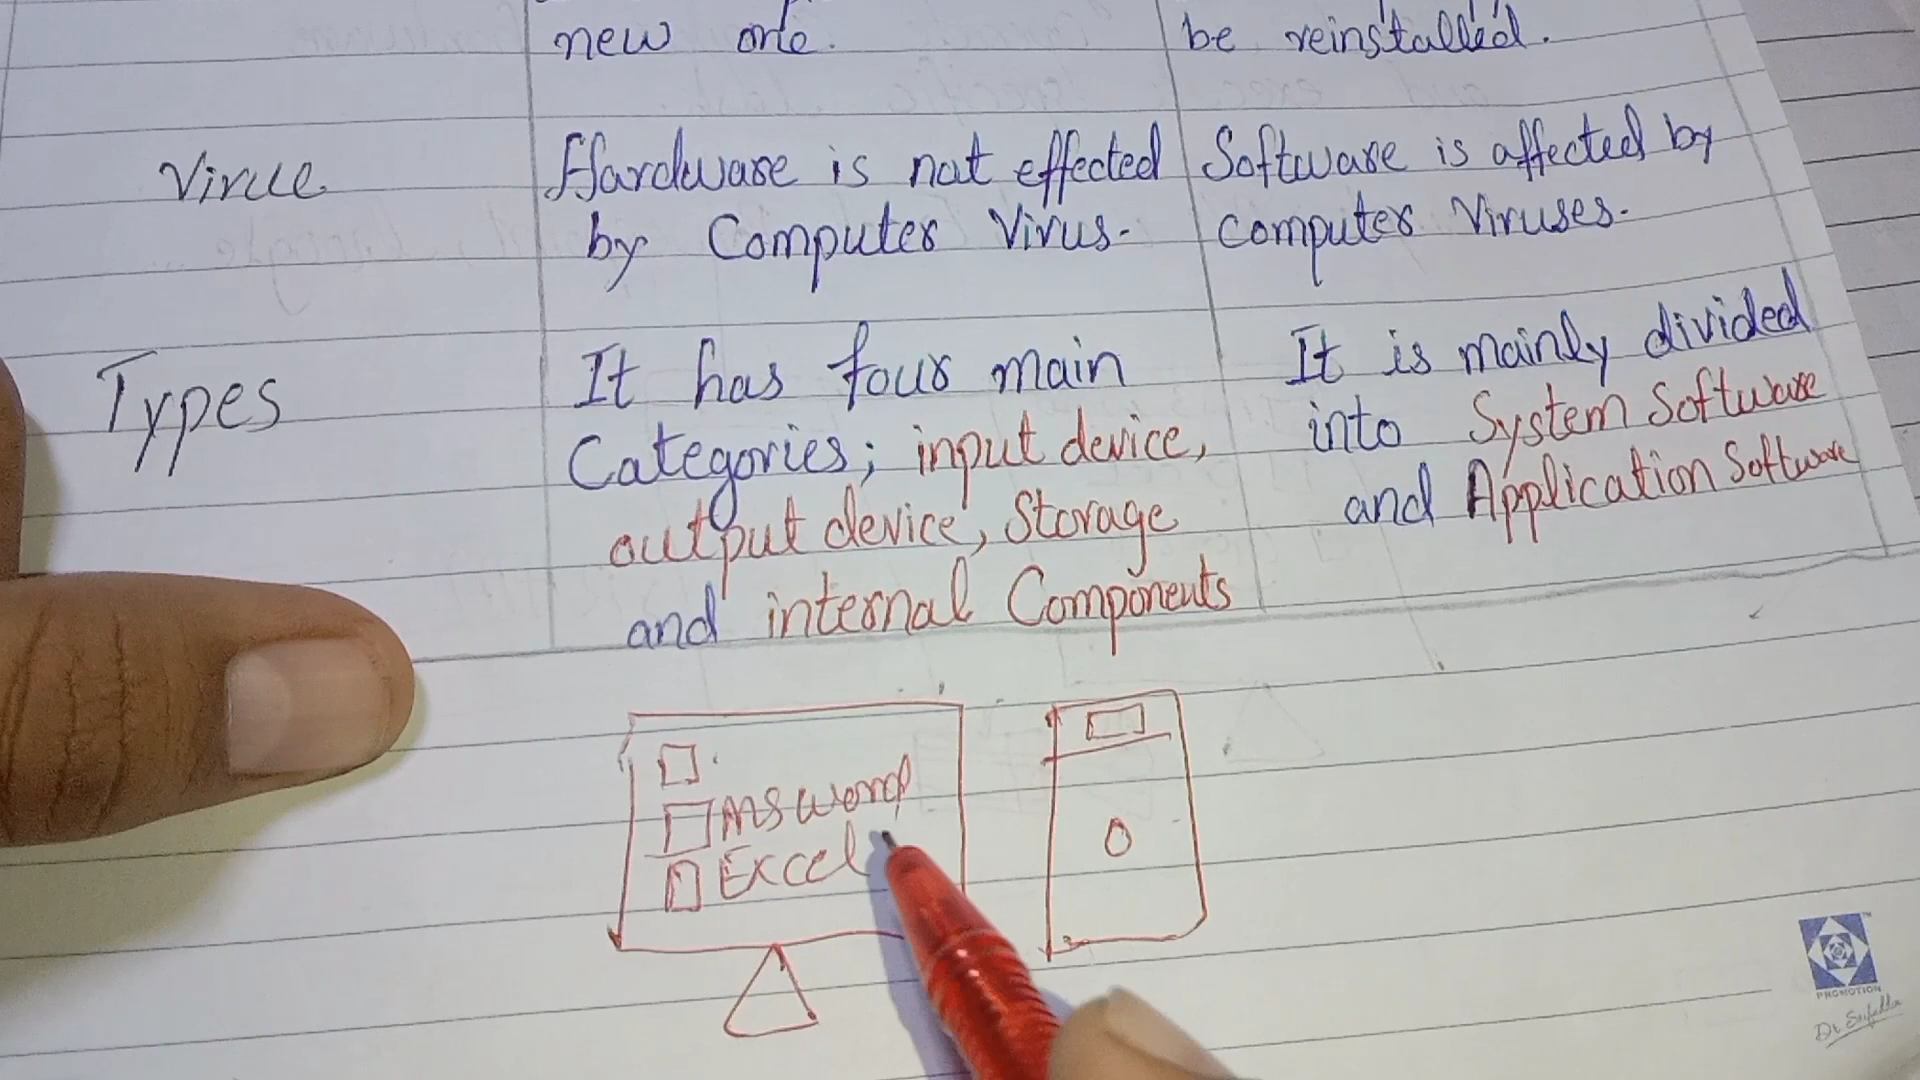 new one.
be reinstalled.
Virue
Hardware is not effected
by Computer Virus.
Software is affected by
computer Viruses.
Types
It has four main
Categories; input device,
output device, Storage
and internal Components
It is mainly divided
into System Software
and Application Software
MS Word
Excel
PROMOTION